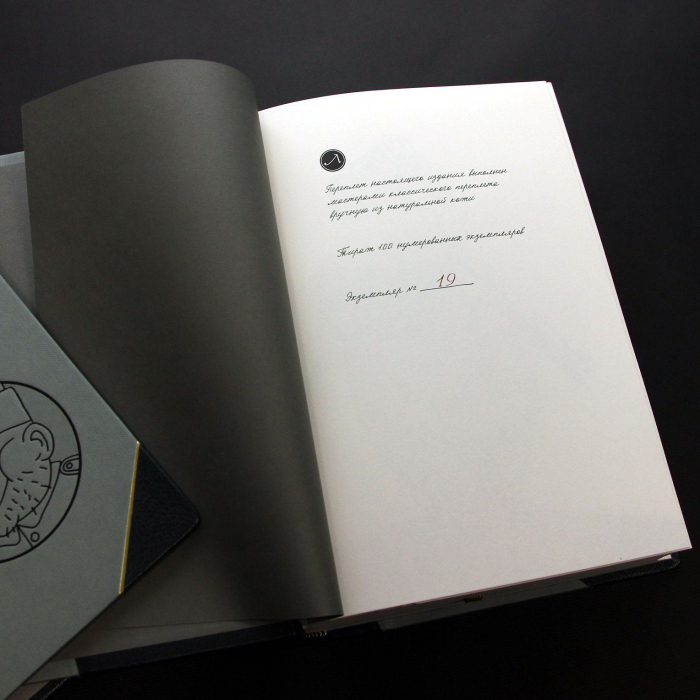 Л
Переплет настоящего издания выполнен
мастерами классического переплета
вручную из натуральной кожи
Тираж 100 нумерованных экземпляров
Экземпляр № 19